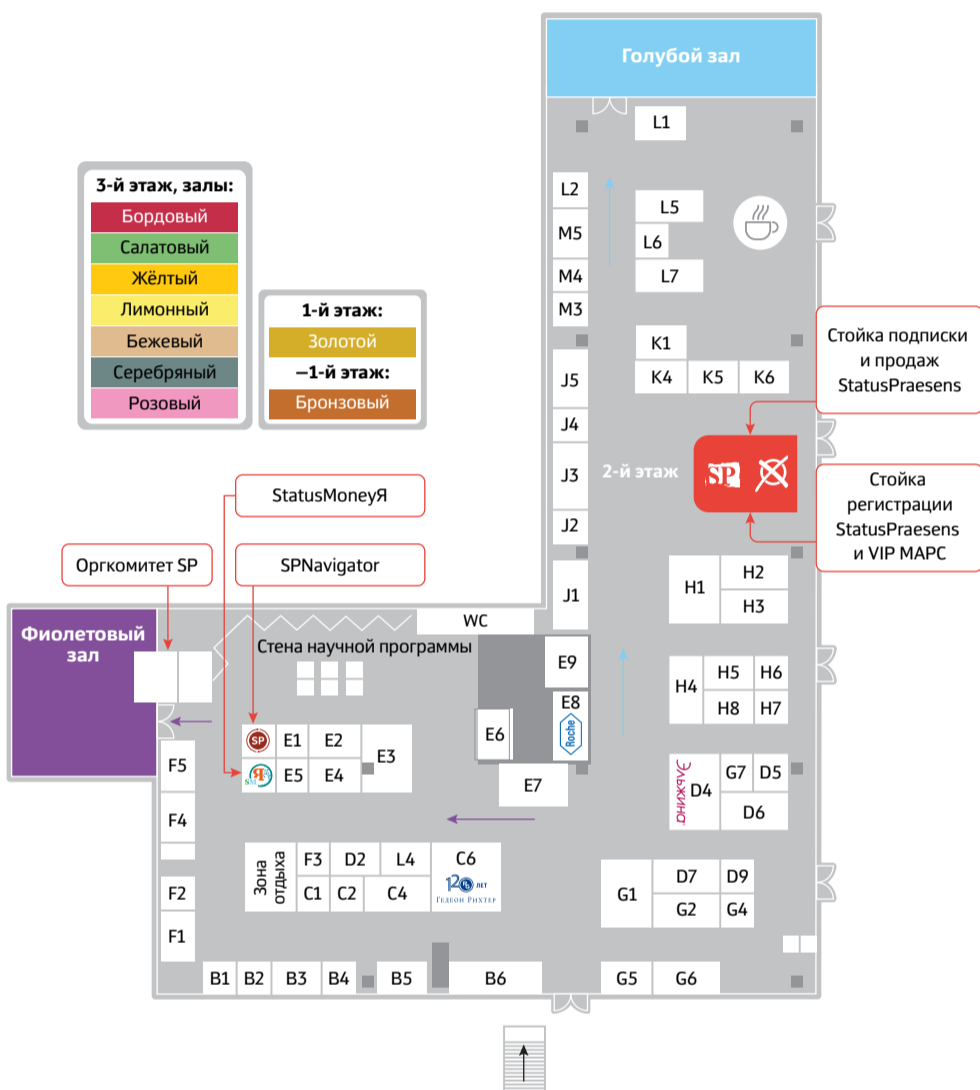 Голубой зал
L1
3-й этаж, залы:
Бордовый
Салатовый
Жёлтый
Лимонный
Бежевый
Серебряный
Розовый
1-й этаж:
Золотой
–1-й этаж:
Бронзовый
L2
M5
M4
M3
L5
L6
L7
K1
K4 K5 K6
J5
J4
J3
J2
J1
2-й этаж
SP
Стойка подписки
и продаж
StatusPraesens
Стойка
регистрации
StatusPraesens
и VIP МАРС
StatusMoneyЯ
Оргкомитет SP
SPNavigator
H1
H2
H3
WC
Фиолетовый
зал
Стена научной программы
E9
E8
Roche
E6
E7
H4
H5 H6
H8 H7
SP
E1 E2
E3
ЯSM
E5 E4
F5
F4
F2
F1
Эльжина
D4
G7 D5
D6
Зона
отдыха
F3 D2 L4 C6
C1 C2 C4
120 ЛЕТ
ГЕДЕОН РИХТЕР
G1
D7 D9
G2 G4
B1 B2 B3 B4 B5 B6
G5 G6